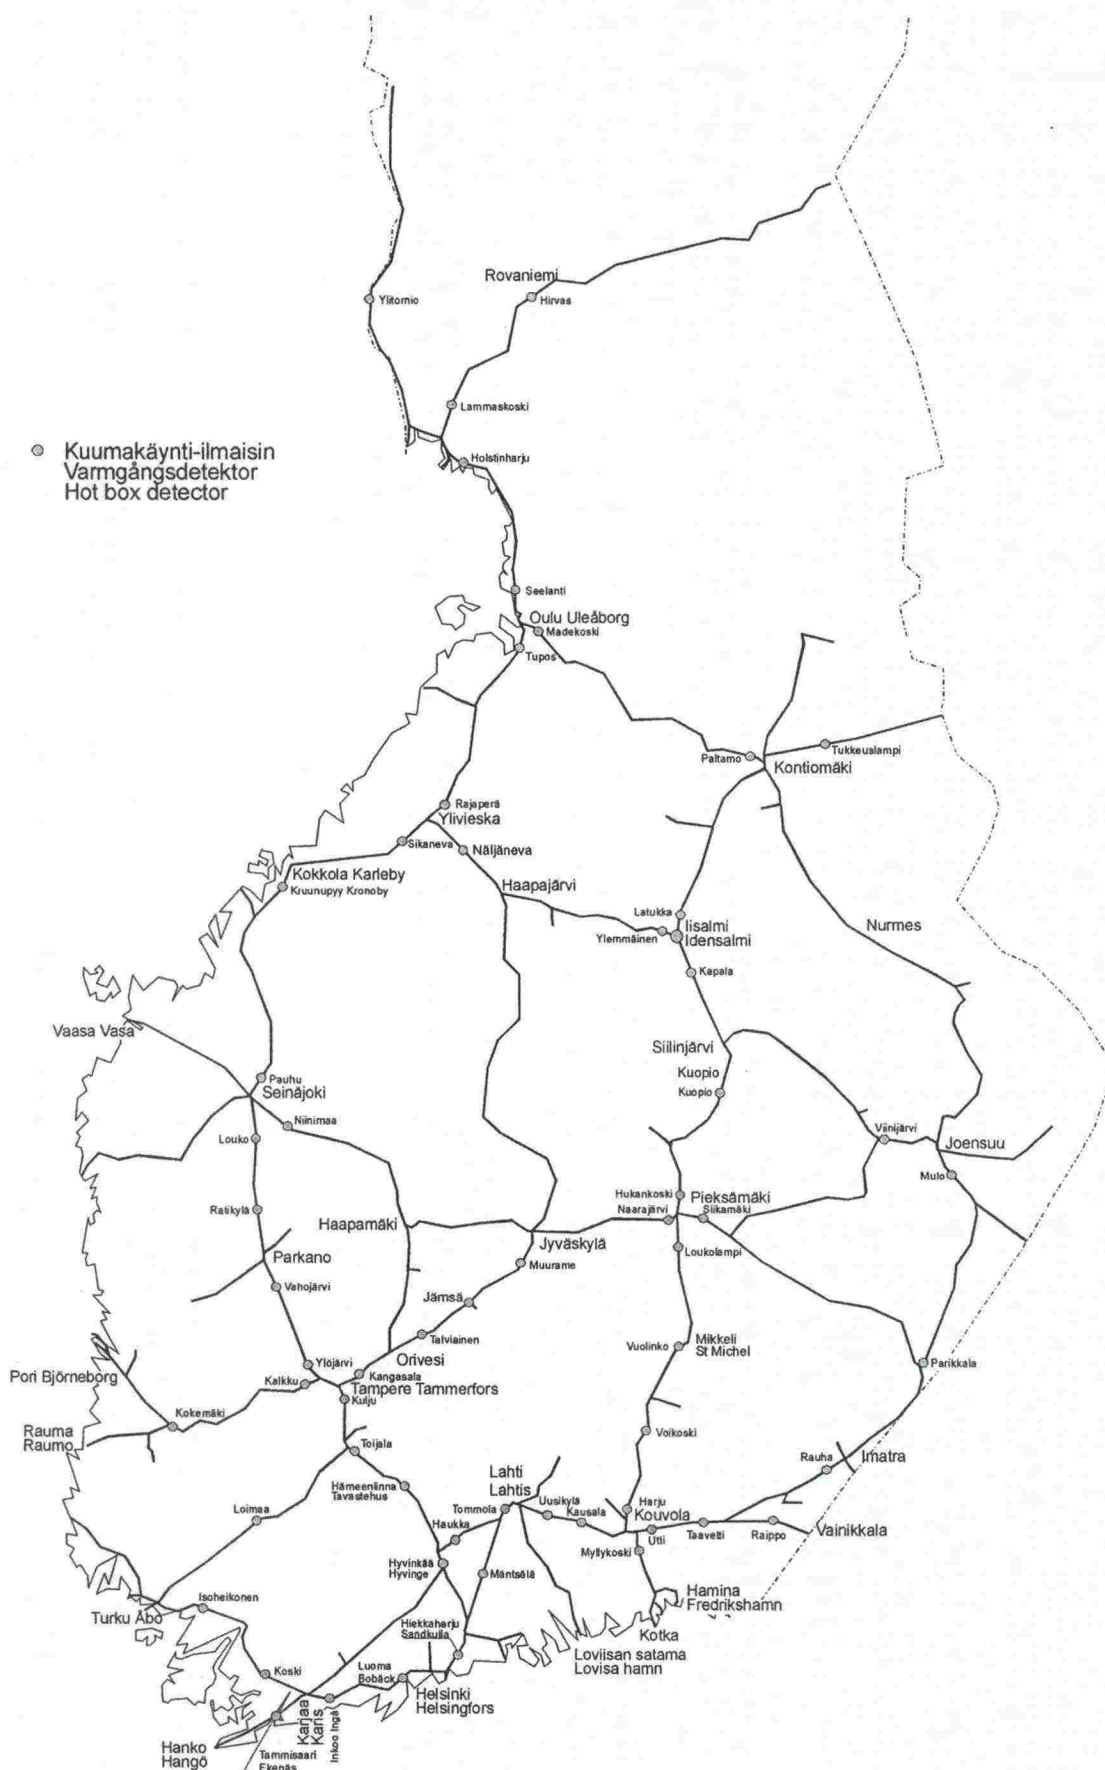 Rovaniemi
Hirvas
Ylitornio
Lammaskoski
Kuumakäynti-ilmaisin
Varmgångsdetektor
Hot box detector
Holstinharju
Seelanti
Oulu Uleåborg
Madekoski
Tupos
Paltamo
Tukkeuslampi
Kontiomäki
Rajaperä
Ylivieska
Sikaneva
Näljäneva
Kokkola Karleby
Kruunupyy Kronoby
Haapajärvi
Latukka
Iisalmi
Idensalmi
Ylemmäinen
Nurmes
Kapala
Vaasa Vasa
Siilinjärvi
Kuopio
Kuopio
Pauhu
Seinäjoki
Niinimaa
Louko
Viinijärvi
Joensuu
Mulo
Hukankoski
Pieksämäki
Naarajärvi
Siikamäki
Ratikylä
Haapamäki
Jyväskylä
Loukolampi
Parkano
Muurame
Vahojärvi
Jämsä
Talviainen
Vuolinko
Mikkeli
St Michel
Orivesi
Parikkala
Ylöjärvi
Kangasala
Pori Björneborg
Kalkku
Tampere Tammerfors
Kulju
Kokemäki
Rauma
Raumo
Voikoski
Toijala
Rauha
Imatra
Lahti
Lahtis
Hämeenlinna
Tavastehus
Loimaa
Tommola
Uusikylä
Kausala
Harju
Kouvola
Haukka
Utti
Taavetti
Raippo
Vainikkala
Myllykoski
Hyvinkää
Hyvinge
Mäntsälä
Hamina
Fredrikshamn
Isoheikonen
Turku Åbo
Hiekkaharju
Sandkulla
Kotka
Loviisan satama
Lovisa hamn
Koski
Luoma
Bobäck
Helsinki
Helsingfors
Karjaa
Karis
Inkoo Ingå
Hanko
Hangö
Tammisaari
Ekenäs